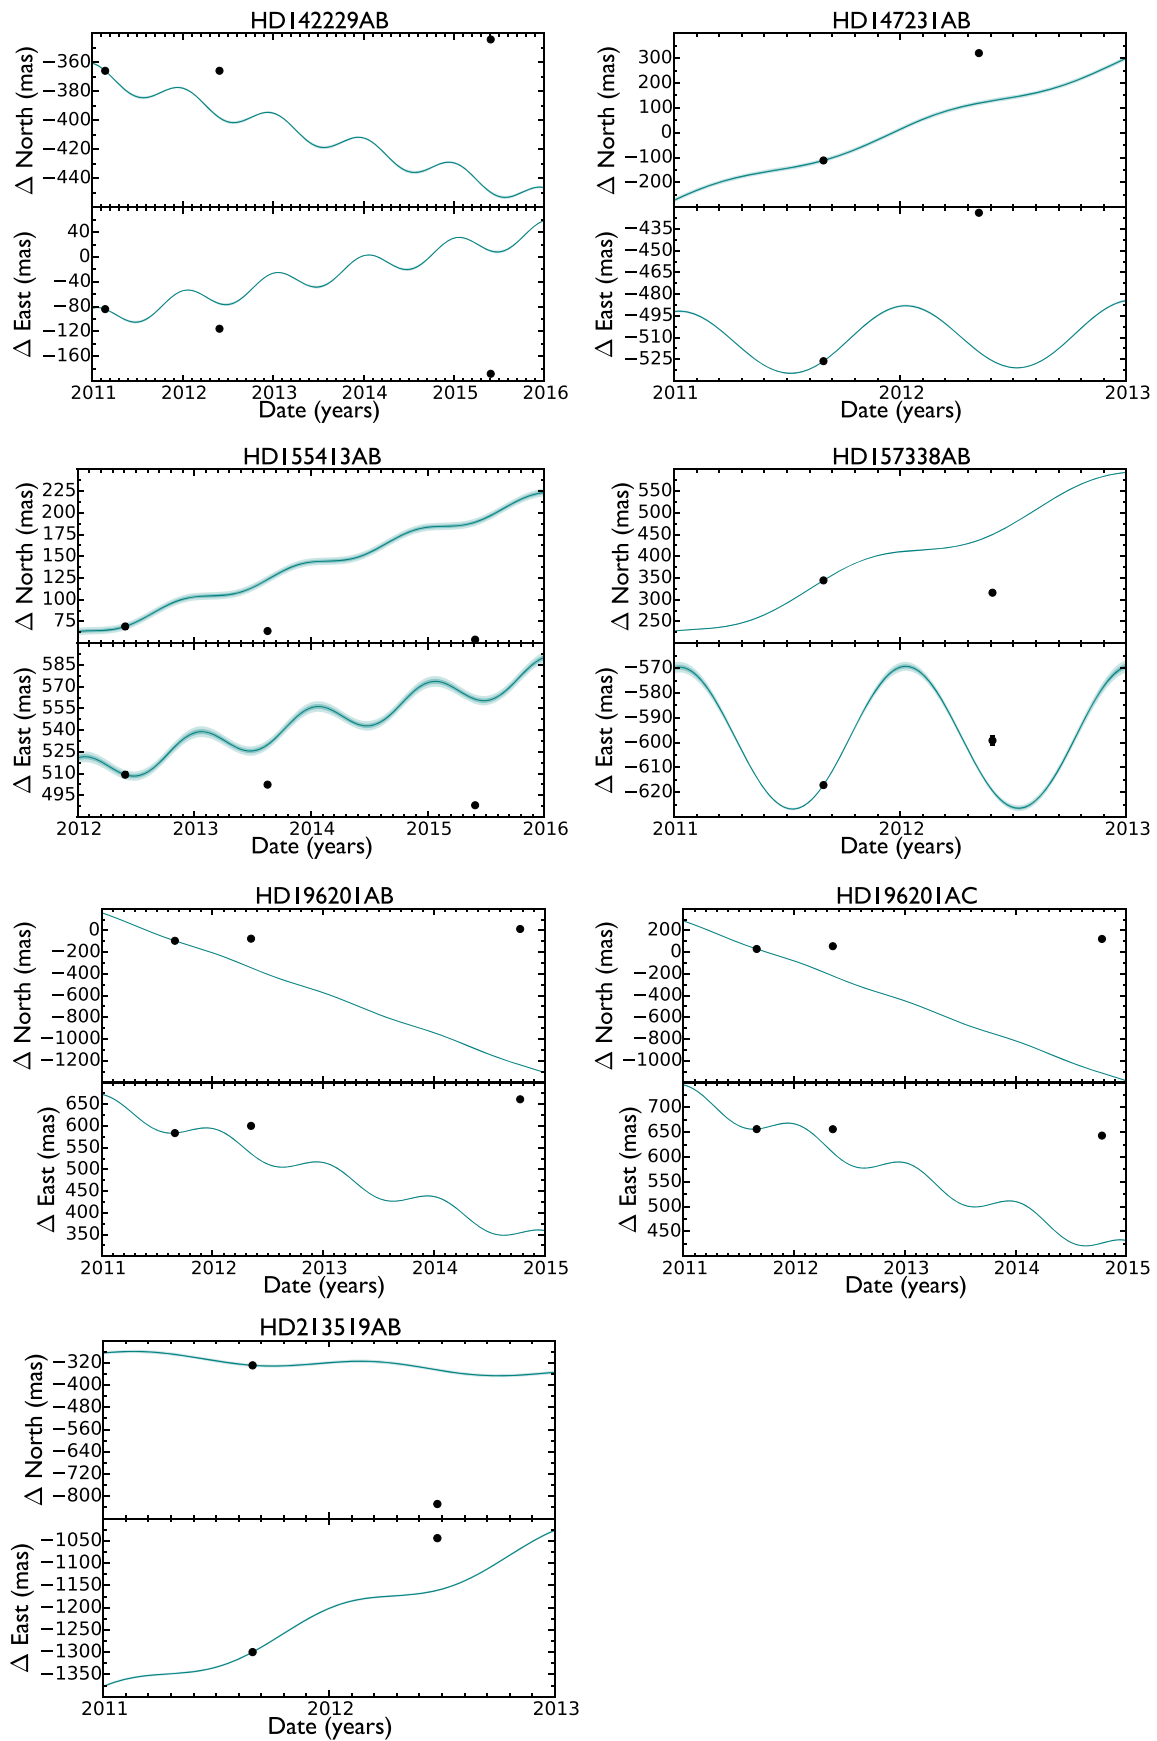 HD142229AB
Δ North (mas)
−360
−380
−400
−420
−440
Δ East (mas)
40
0
−40
−80
−120
−160
2011 2012 2013 2014 2015 2016
Date (years)
HD147231AB
Δ North (mas)
300
200
100
0
−100
−200
Δ East (mas)
−435
−450
−465
−480
−495
−510
−525
2011 2012 2013
Date (years)
HD155413AB
Δ North (mas)
225
200
175
150
125
100
75
Δ East (mas)
585
570
555
540
525
510
495
2012 2013 2014 2015 2016
Date (years)
HD157338AB
Δ North (mas)
550
500
450
400
350
300
250
Δ East (mas)
−570
−580
−590
−600
−610
−620
2011 2012 2013
Date (years)
HD196201AB
Δ North (mas)
0
−200
−400
−600
−800
−1000
−1200
Δ East (mas)
650
600
550
500
450
400
350
2011 2012 2013 2014 2015
Date (years)
HD196201AC
Δ North (mas)
200
0
−200
−400
−600
−800
−1000
Δ East (mas)
700
650
600
550
500
450
2011 2012 2013 2014 2015
Date (years)
HD213519AB
Δ North (mas)
−320
−400
−480
−560
−640
−720
−800
Δ East (mas)
−1050
−1100
−1150
−1200
−1250
−1300
−1350
2011 2012 2013
Date (years)